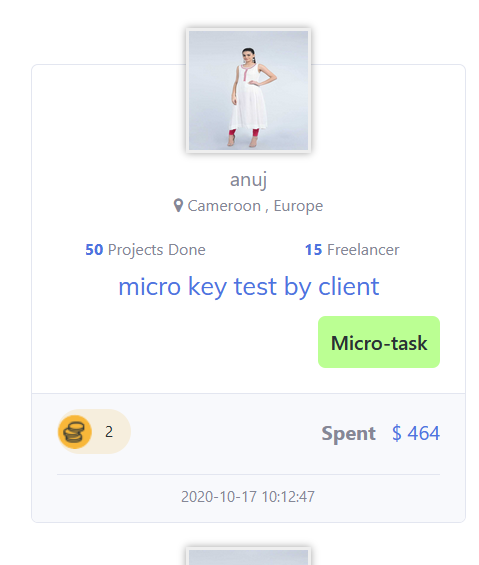 anuj
Cameroon , Europe
50 Projects Done 15 Freelancer
micro key test by client
Micro-task
2 Spent $ 464
2020-10-17 10:12:47